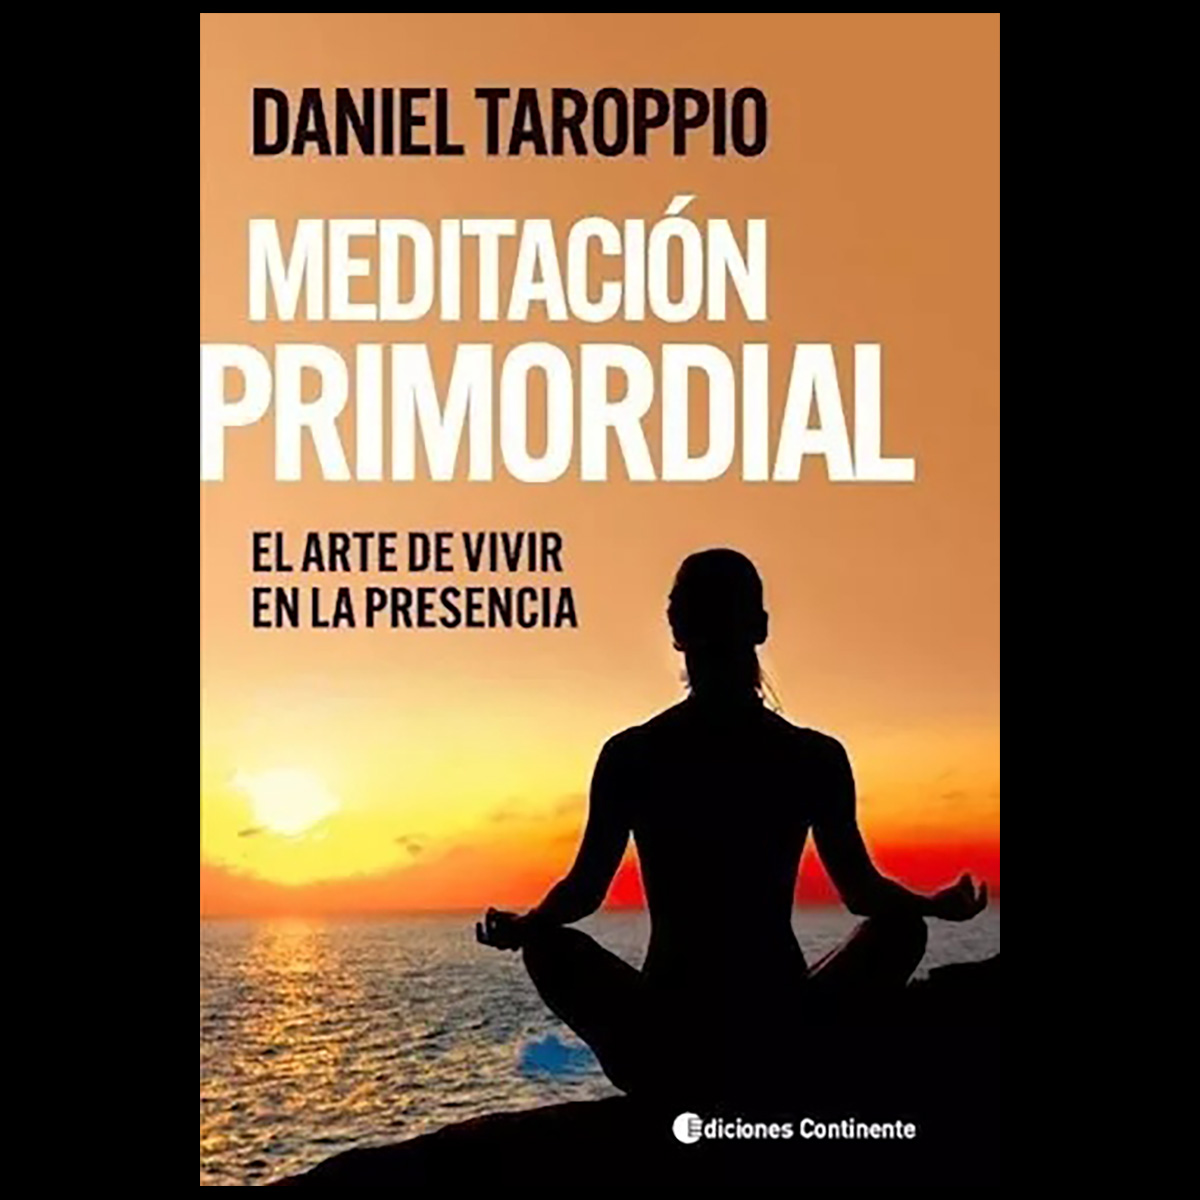 DANIEL TAROPPIO
MEDITACIÓN
PRIMORDIAL
EL ARTE DE VIVIR
EN LA PRESENCIA
Ediciones Continente